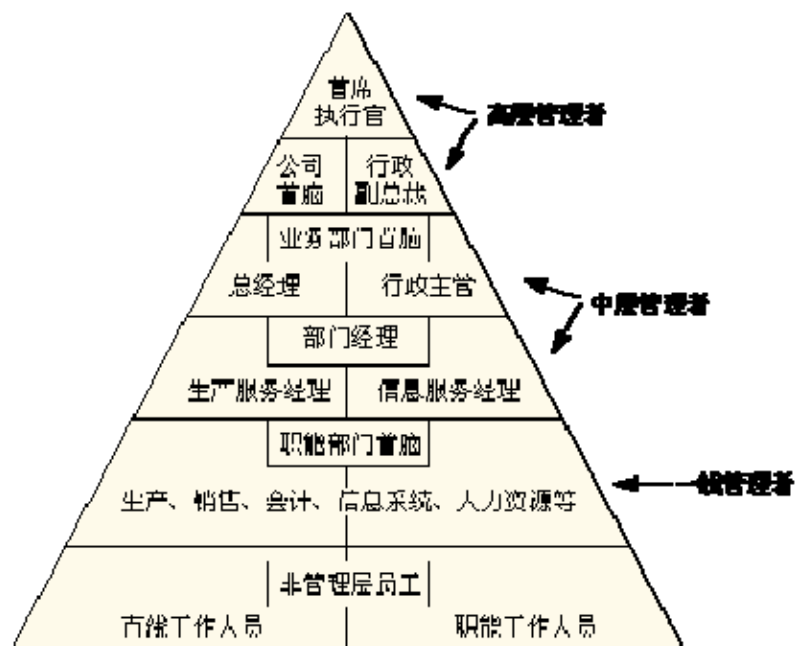 首席
执行官
高层管理者
公司 行政
首脑 副总裁
业务部门首脑
总经理 行政主管
中层管理者
部门经理
生产服务经理 信息服务经理
职能部门首脑
一线管理者
生产、销售、会计、信息系统、人力资源等
非管理层员工
直线工作人员 职能工作人员